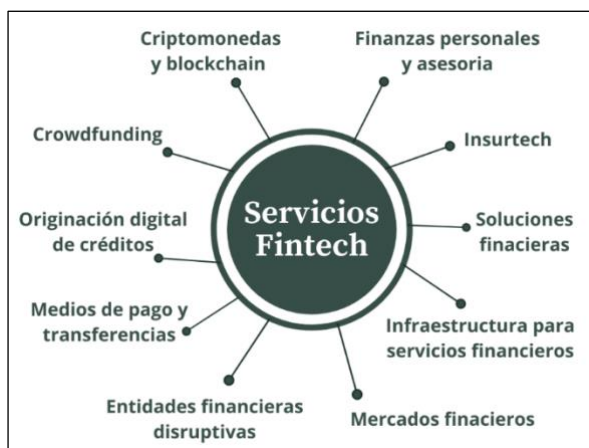 Criptomonedas
y blockchain
Finanzas personales
y asesoria
Crowdfunding
Insurtech
Originación digital
de créditos
Servicios
Fintech
Soluciones
finacieras
Medios de pago y
transferencias
Infraestructura para
servicios financieros
Entidades financieras
disruptivas
Mercados finacieros